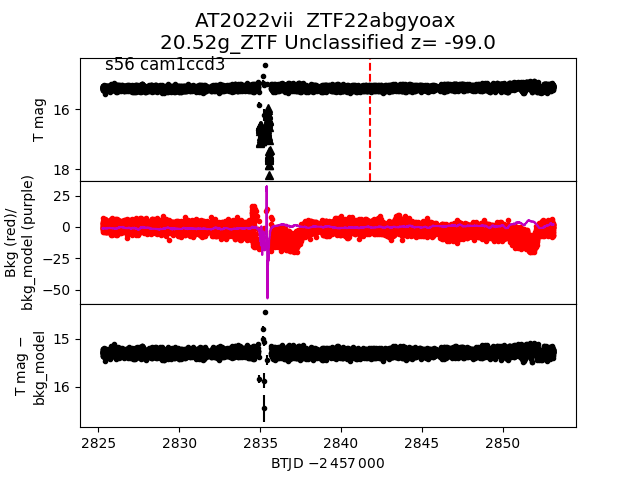 AT2022vii  ZTF22abgyoax
20.52g_ZTF Unclassified z= -99.0
s56 cam1ccd3
T mag
16
18
Bkg (red)/
bkg_model (purple)
25
0
−25
−50
T mag −
bkg_model
15
16
2825
2830
2835
2840
2845
2850
BTJD −2 457 000